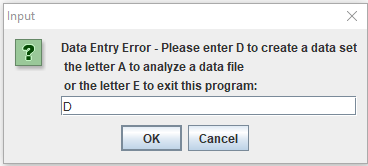 Input
Data Entry Error - Please enter D to create a data set
the letter A to analyze a data file
or the letter E to exit this program:
D
OK Cancel